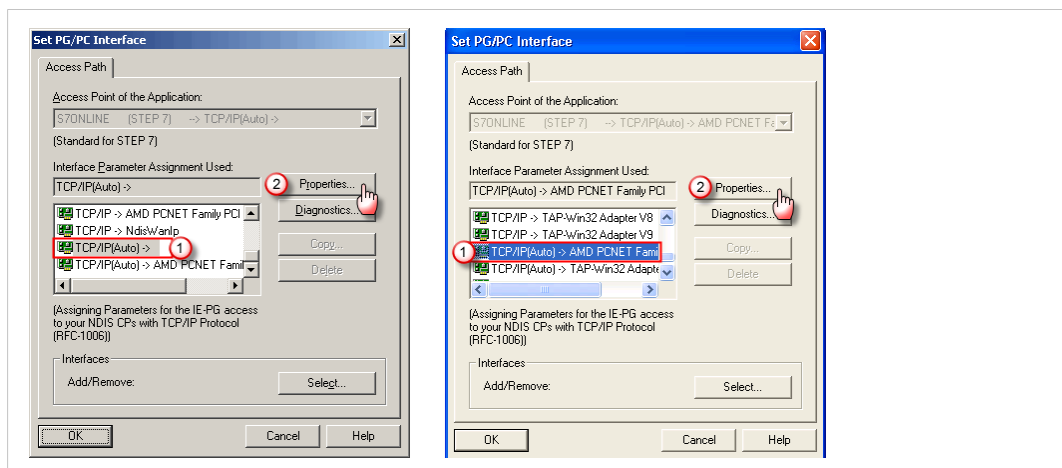 Set PG/PC Interface
Access Path
Access Point of the Application:
S7ONLINE (STEP 7) --> TCP/IP(Auto) ->
(Standard for STEP 7)
Interface Parameter Assignment Used:
TCP/IP(Auto) ->
2
Properties...
TCP/IP -> AMD PCNET Family PCI
Diagnostics...
TCP/IP -> NdisWanIp
TCP/IP(Auto) ->
1
Copy...
TCP/IP(Auto) -> AMD PCNET Famil
Delete
(Assigning Parameters for the IE-PG access
to your NDIS CPs with TCP/IP Protocol
(RFC-1006))
Interfaces
Add/Remove:
Select...
OK
Cancel
Help
Set PG/PC Interface
Access Path
Access Point of the Application:
S7ONLINE (STEP 7) --> TCP/IP(Auto) -> AMD PCNET Fa
(Standard for STEP 7)
Interface Parameter Assignment Used:
TCP/IP(Auto) -> AMD PCNET Family PCI
2
Properties...
TCP/IP -> TAP-Win32 Adapter V8
Diagnostics...
TCP/IP -> TAP-Win32 Adapter V9
1
TCP/IP(Auto) -> AMD PCNET Fami
Copy...
TCP/IP(Auto) -> TAP-Win32 Adapte
Delete
(Assigning Parameters for the IE-PG access
to your NDIS CPs with TCP/IP Protocol
(RFC-1006))
Interfaces
Add/Remove:
Select...
OK
Cancel
Help